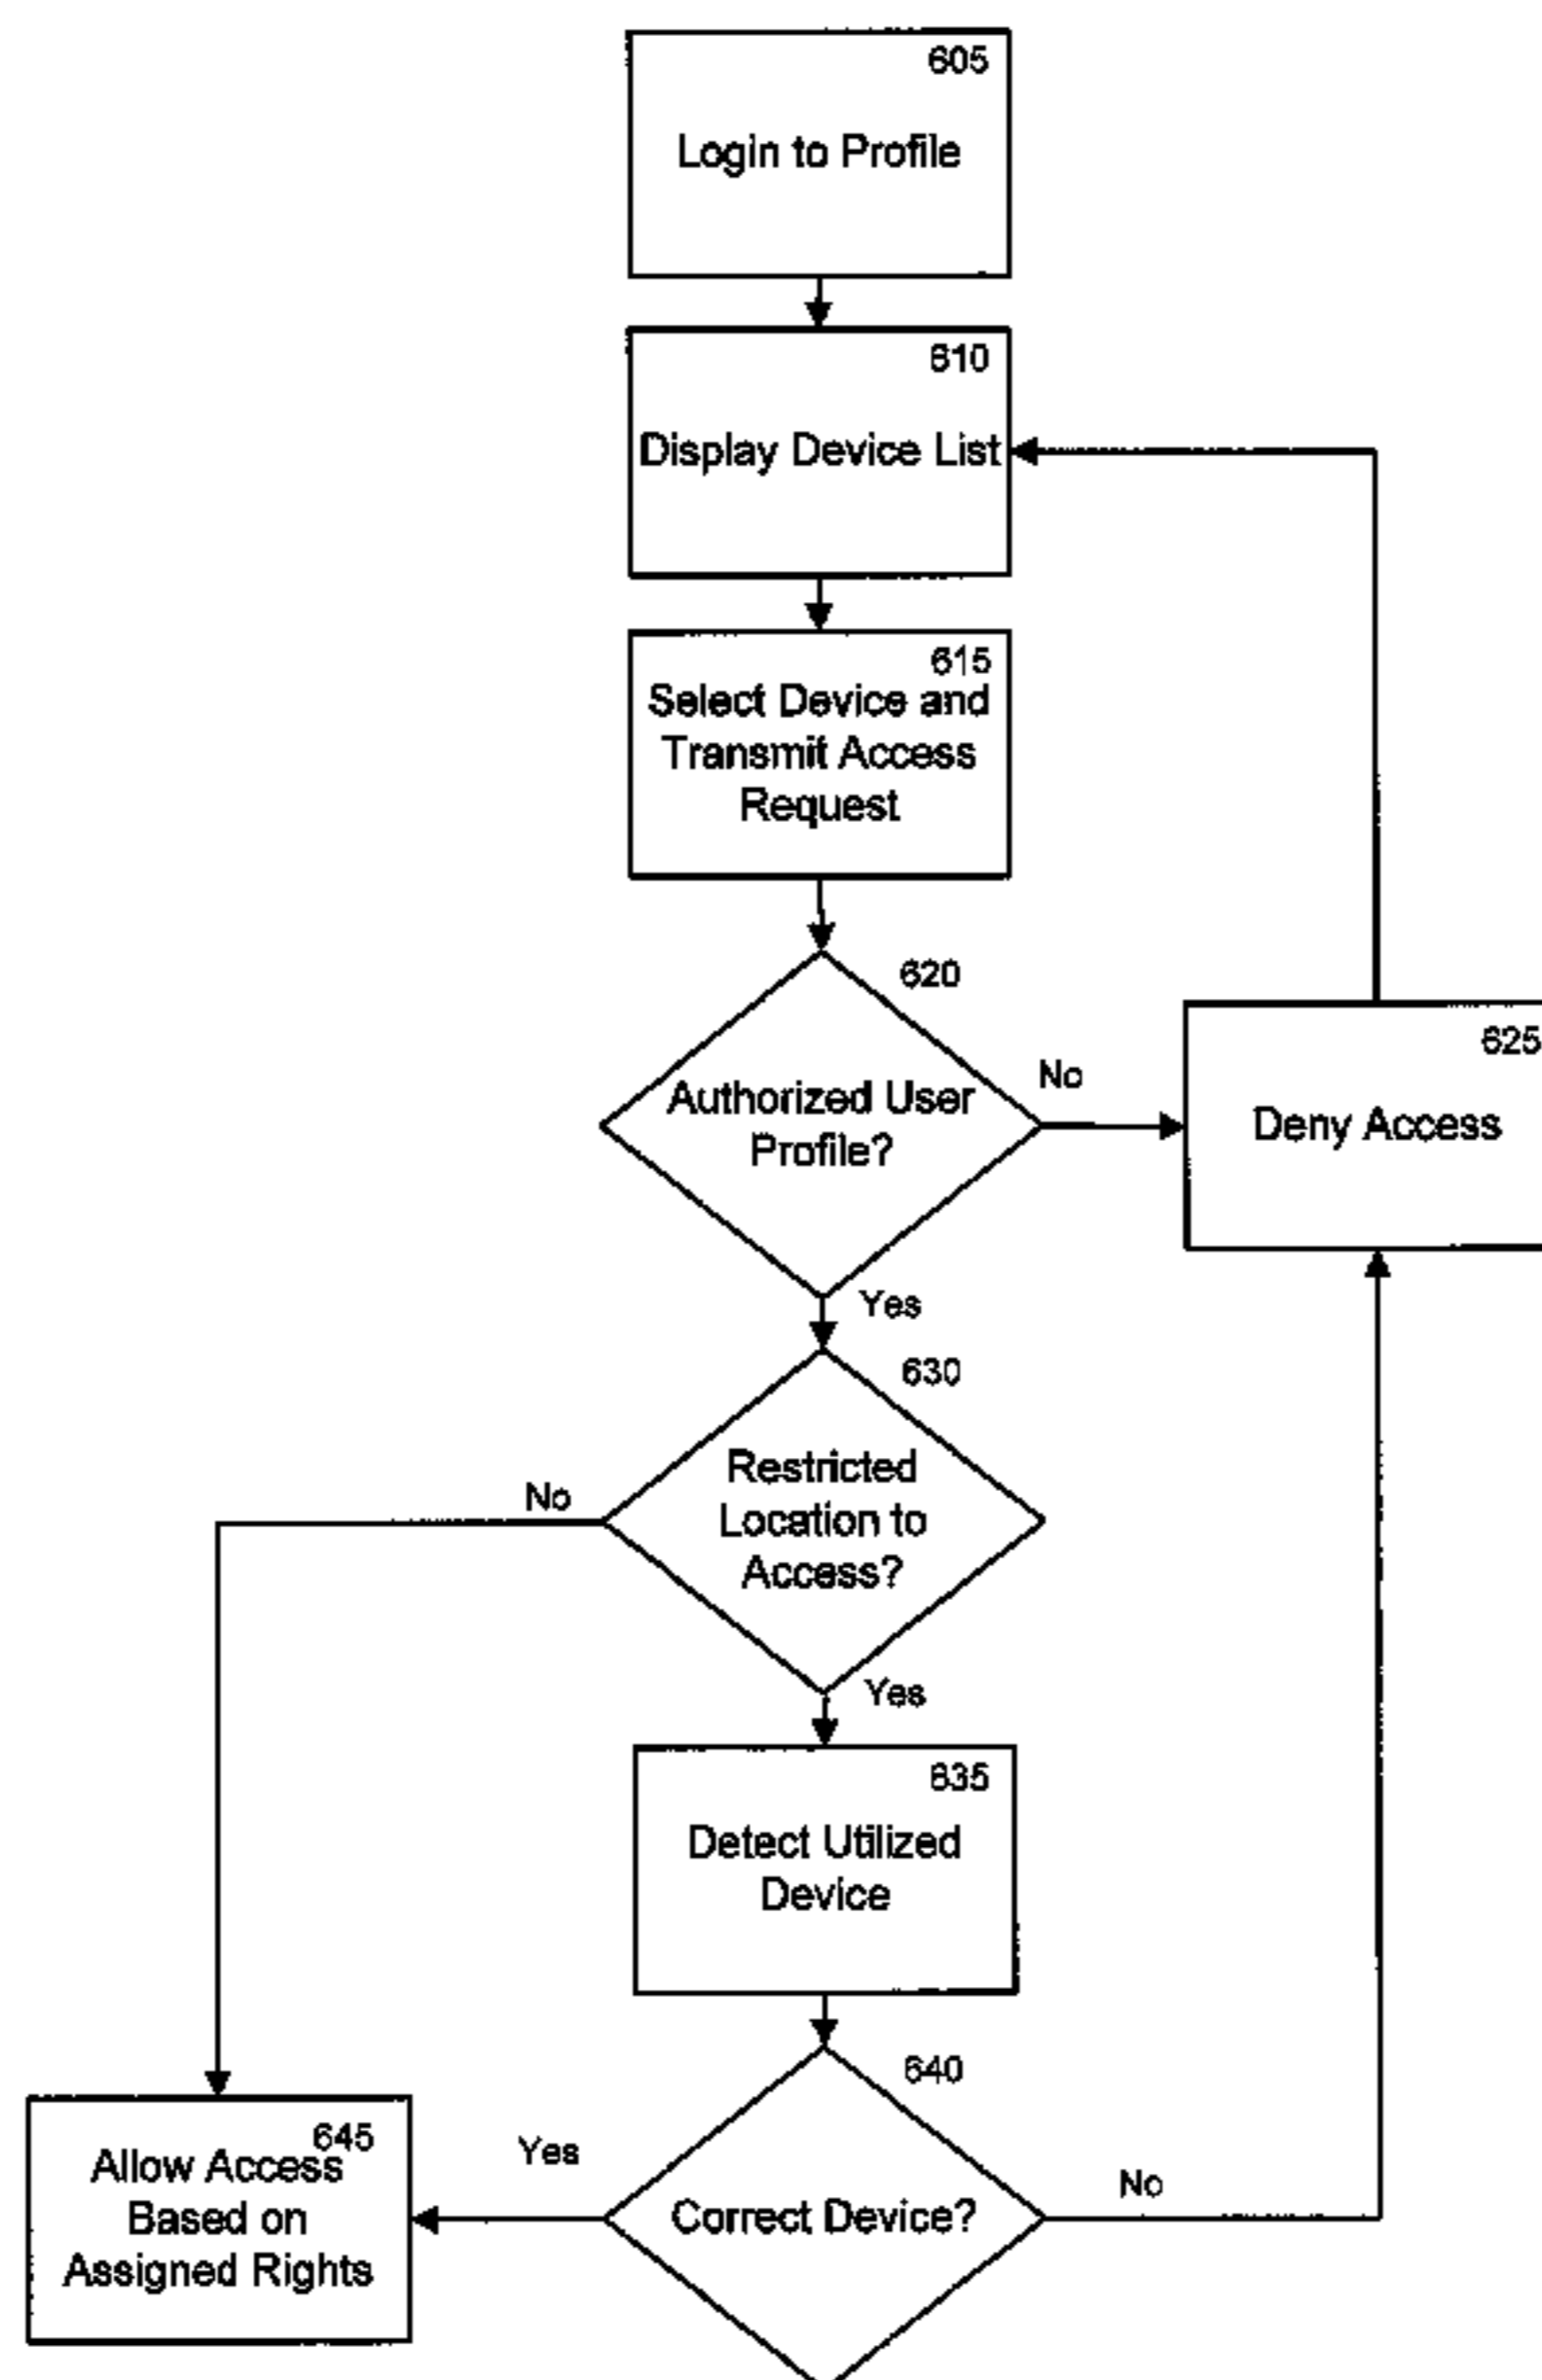 605
Login to Profile
610
Display Device List
615
Select Device and
Transmit Access
Request
620
Authorized User
Profile?
No
625
Deny Access
Yes
630
Restricted
Location to
Access?
No
Yes
635
Detect Utilized
Device
640
Correct Device?
Yes
No
645
Allow Access
Based on
Assigned Rights